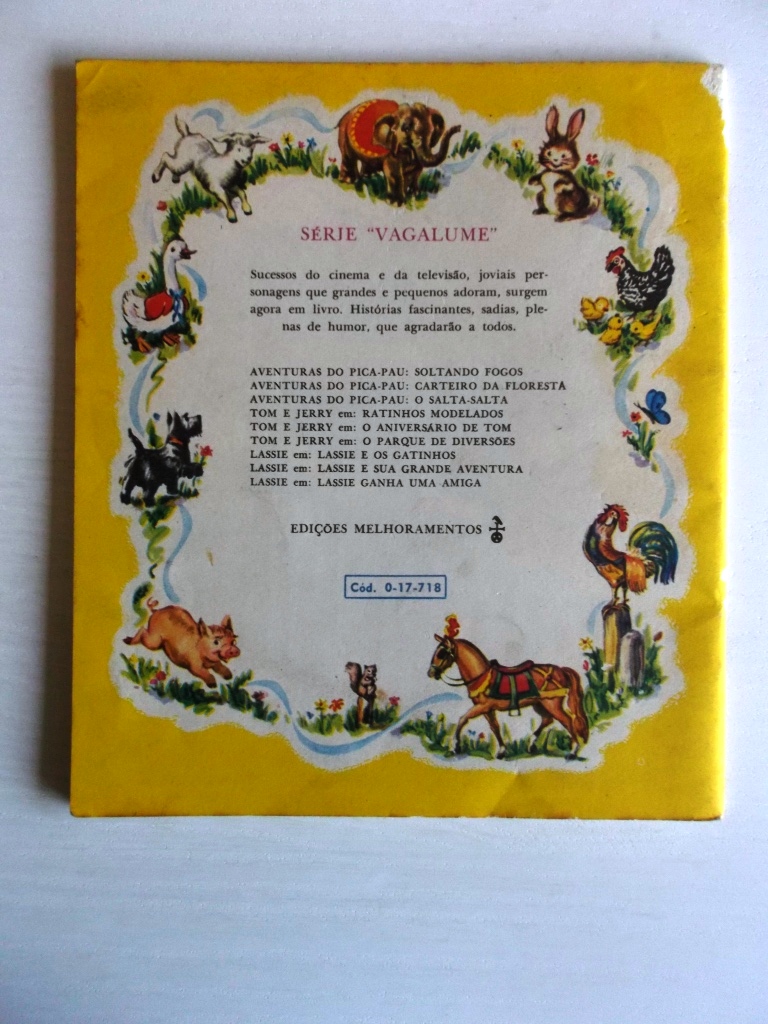 SÉRIE "VAGALUME"
Sucessos do cinema e da televisão, joviais per-
sonagens que grandes e pequenos adoram, surgem
agora em livro. Histórias fascinantes, sadias, ple-
nas de humor, que agradarão a todos.
AVENTURAS DO PICA-PAU: SOLTANDO FOGOS
AVENTURAS DO PICA-PAU: CARTEIRO DA FLORESTA
AVENTURAS DO PICA-PAU: O SALTA-SALTA
TOM E JERRY em: RATINHOS MODELADOS
TOM E JERRY em: O ANIVERSÁRIO DE TOM
TOM E JERRY em: O PARQUE DE DIVERSÕES
LASSIE em: LASSIE E OS GATINHOS
LASSIE em: LASSIE E SUA GRANDE AVENTURA
LASSIE em: LASSIE GANHA UMA AMIGA
EDIÇÕES MELHORAMENTOS
Cód. 0-17-718